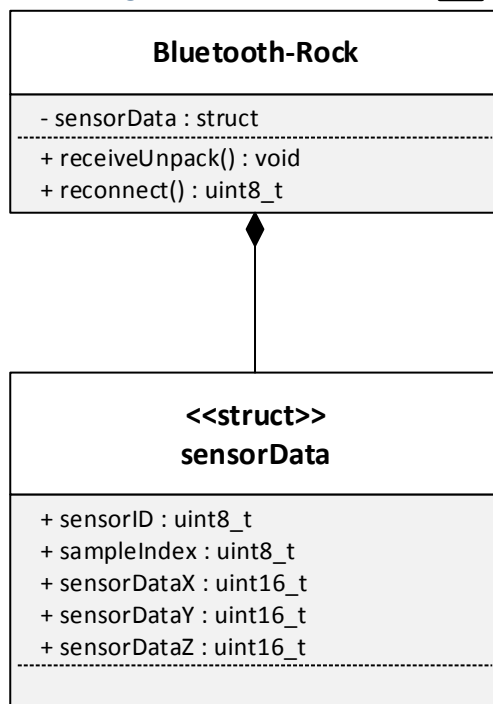 Bluetooth-Rock
- sensorData : struct
+ receiveUnpack() : void
+ reconnect() : uint8_t
<<struct>>
sensorData
+ sensorID : uint8_t
+ sampleIndex : uint8_t
+ sensorDataX : uint16_t
+ sensorDataY : uint16_t
+ sensorDataZ : uint16_t